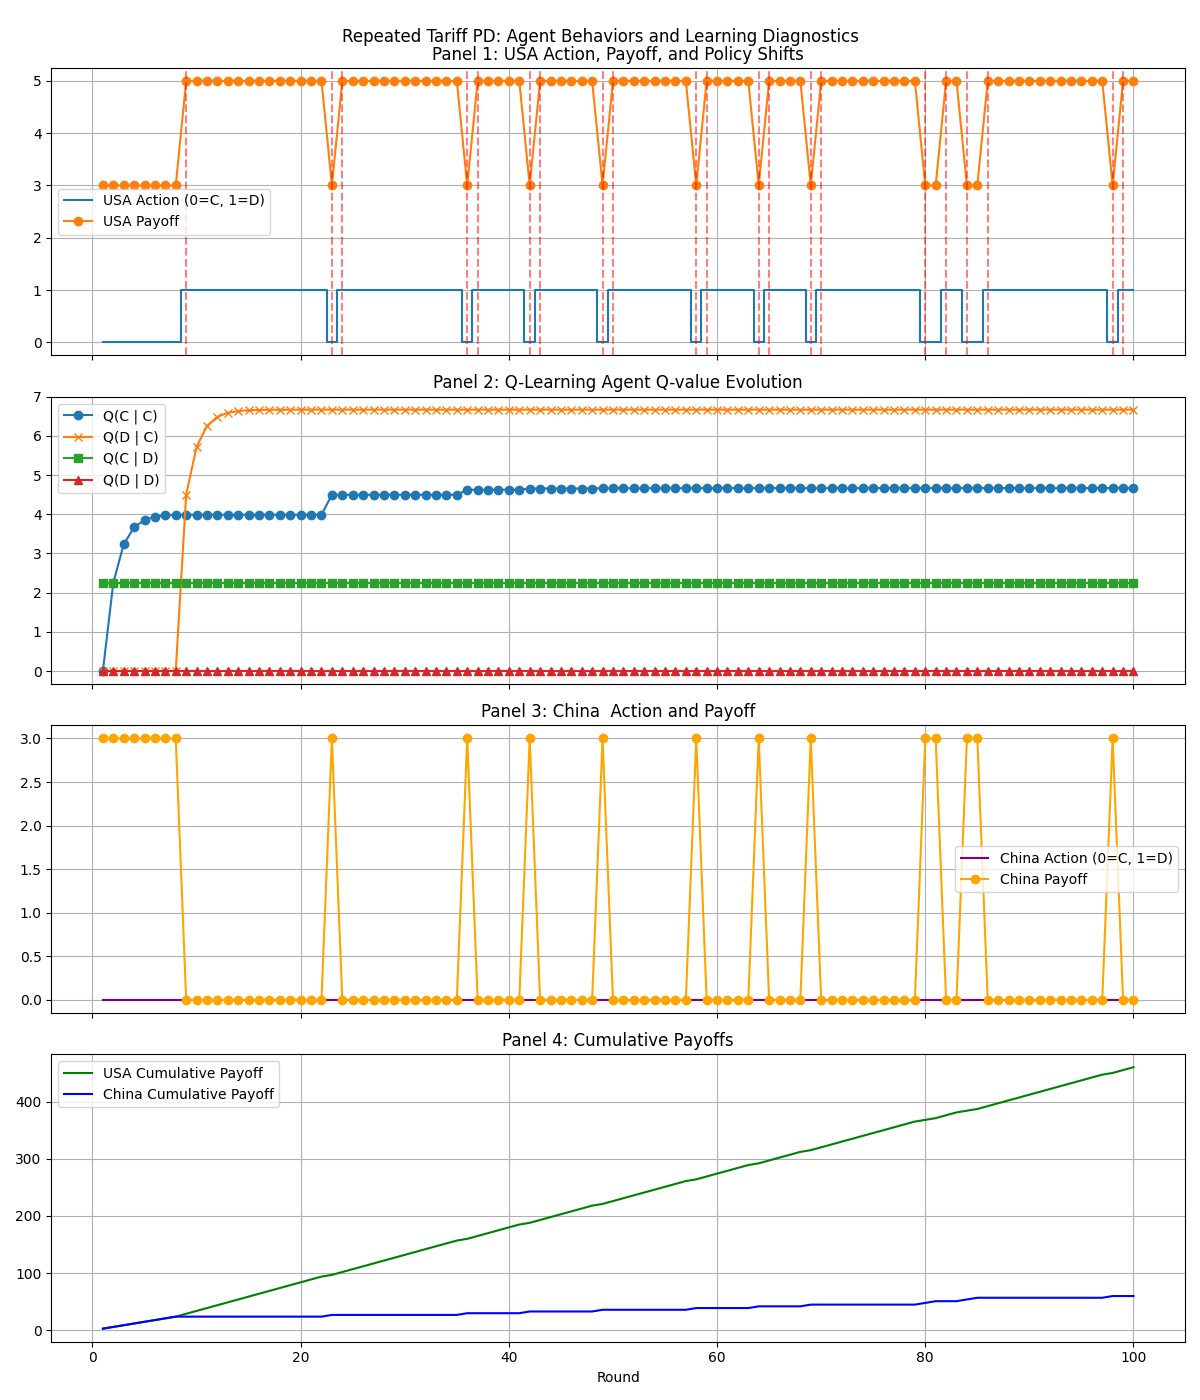 Repeated Tariff PD: Agent Behaviors and Learning Diagnostics
Panel 1: USA Action, Payoff, and Policy Shifts
5
4
3
2
1
0
USA Action (0=C, 1=D)
USA Payoff
Panel 2: Q-Learning Agent Q-value Evolution
7
6
5
4
3
2
1
0
Q(C | C)
Q(D | C)
Q(C | D)
Q(D | D)
Panel 3: China  Action and Payoff
3.0
2.5
2.0
1.5
1.0
0.5
0.0
China Action (0=C, 1=D)
China Payoff
Panel 4: Cumulative Payoffs
USA Cumulative Payoff
China Cumulative Payoff
400
300
200
100
0
0 20 40 60 80 100
Round